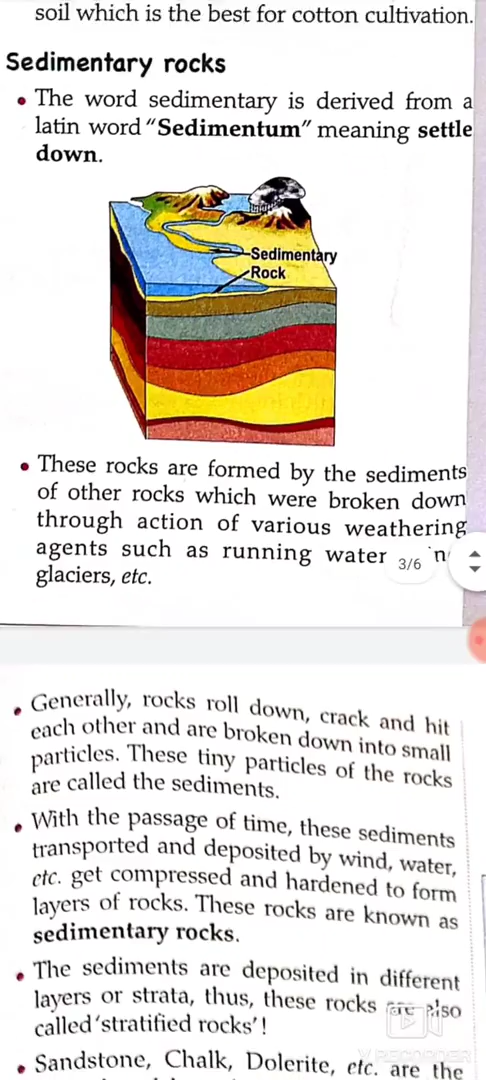 soil which is the best for cotton cultivation.
Sedimentary rocks
• The word sedimentary is derived from a
latin word "Sedimentum" meaning settle
down.
Sedimentary
Rock
• These rocks are formed by the sediments
of other rocks which were broken down
through action of various weathering
agents such as running water
3/6
glaciers, etc.
• Generally, rocks roll down, crack and hit
each other and are broken down into small
particles. These tiny particles of the rocks
are called the sediments.
• With the passage of time, these sediments
transported and deposited by wind, water,
etc. get compressed and hardened to form
layers of rocks. These rocks are known as
sedimentary rocks.
• The sediments are deposited in different
layers or strata, thus, these rocks are also
called 'stratified rocks'!
V RECORDER
• Sandstone, Chalk, Dolerite, etc. are the